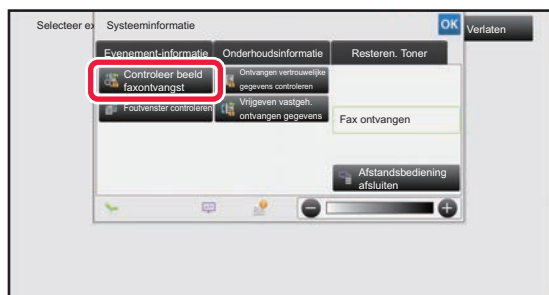 Selecteer ex
Systeeminformatie
OK
Verlaten
Evenement-informatie
Onderhoudsinformatie
Resteren. Toner
Controleer beeld
faxontvangst
Ontvangen vertrouwelijke
gegevens controleren
Foutvenster controleren
Vrijgeven vastgeh.
ontvangen gegevens
Fax ontvangen
Afstandsbediening
afsluiten